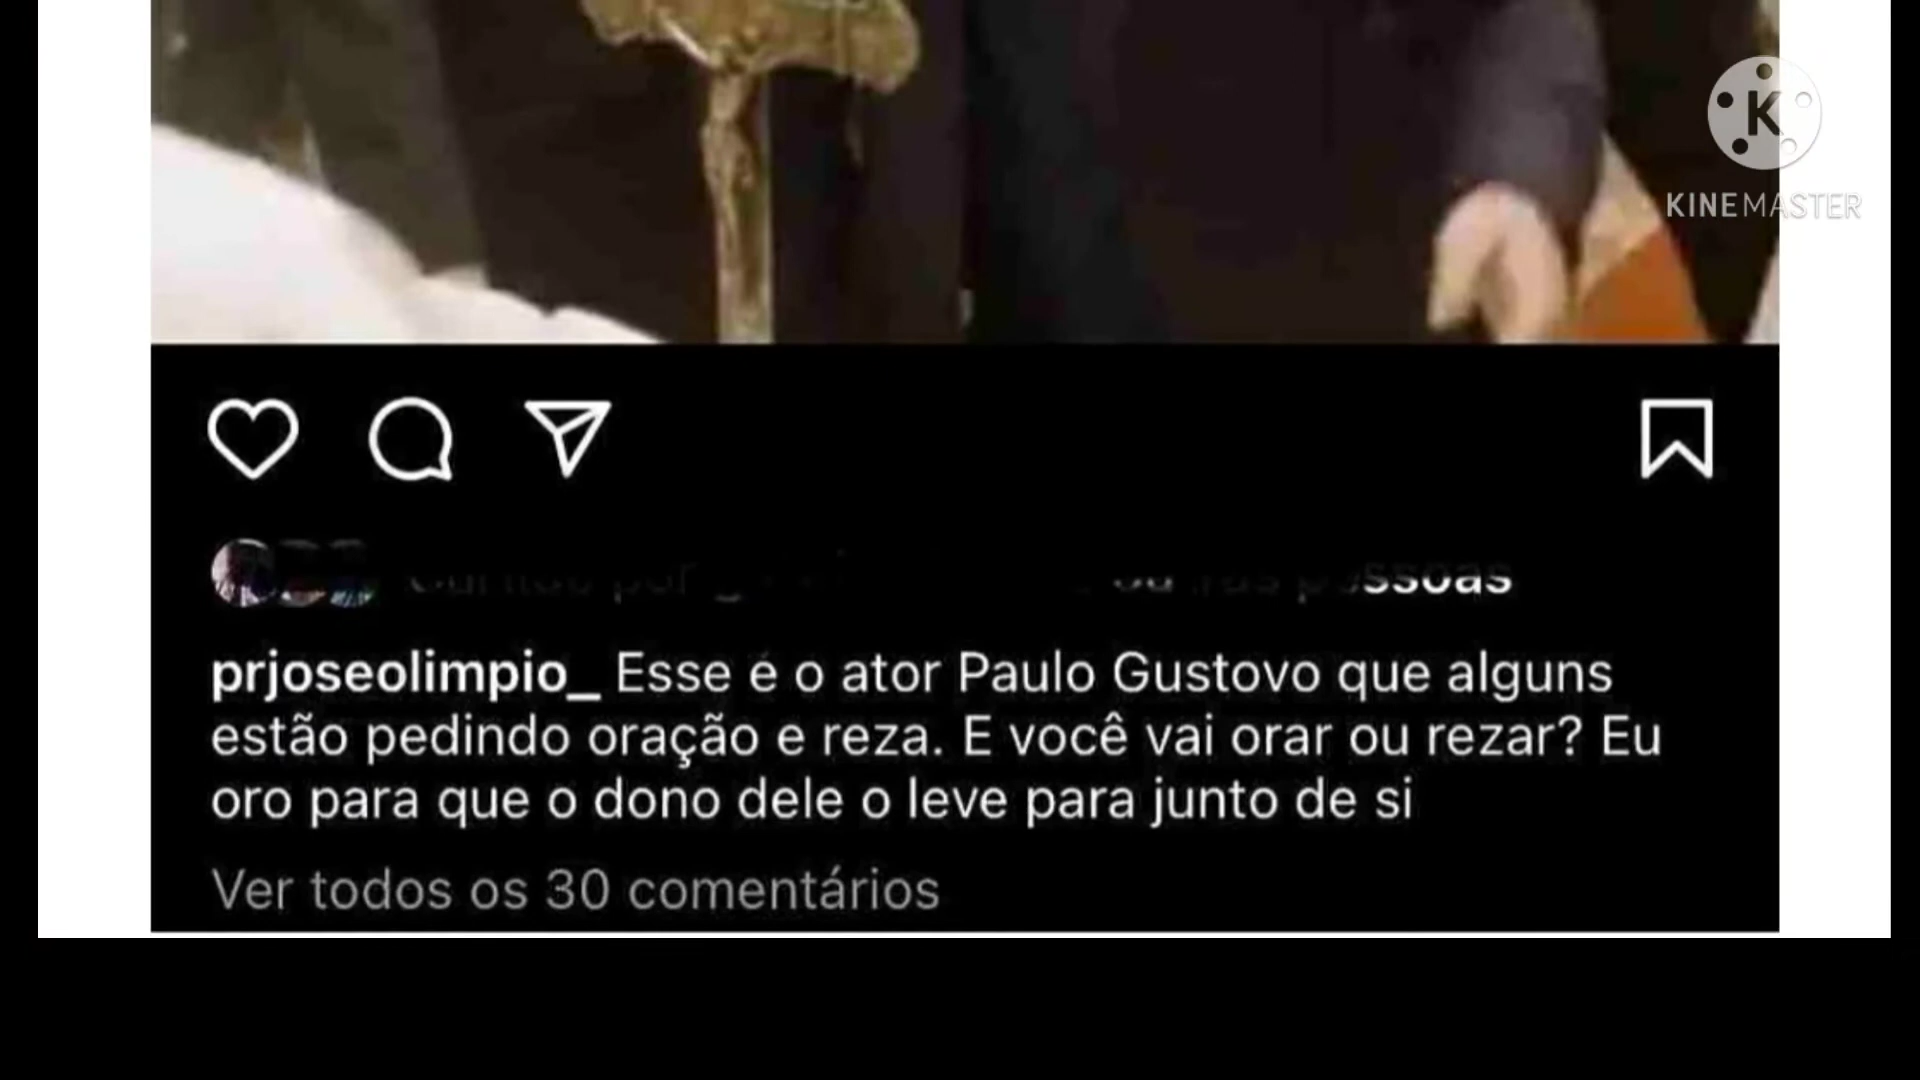 K
KINEMASTER
pessoas
prjoseolimpio_ Esse é o ator Paulo Gustovo que alguns
estão pedindo oração e reza. E você vai orar ou rezar? Eu
oro para que o dono dele o leve para junto de si
Ver todos os 30 comentários